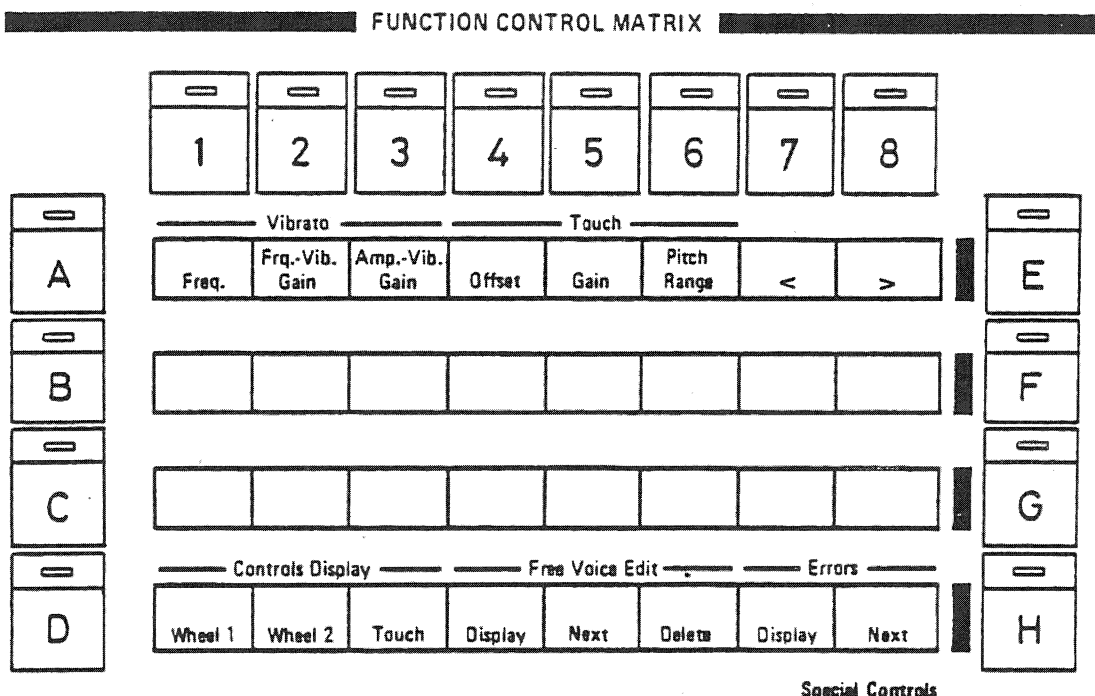 FUNCTION CONTROL MATRIX
1 2 3 4 5 6 7 8
Vibrato Touch
A Freq. Frq.-Vib. Gain Amp.-Vib. Gain Offset Gain Pitch Range < > E
B F
C G
Controls Display Free Voice Edit Errors
D Wheel 1 Wheel 2 Touch Display Next Delete Display Next H
Special Controls